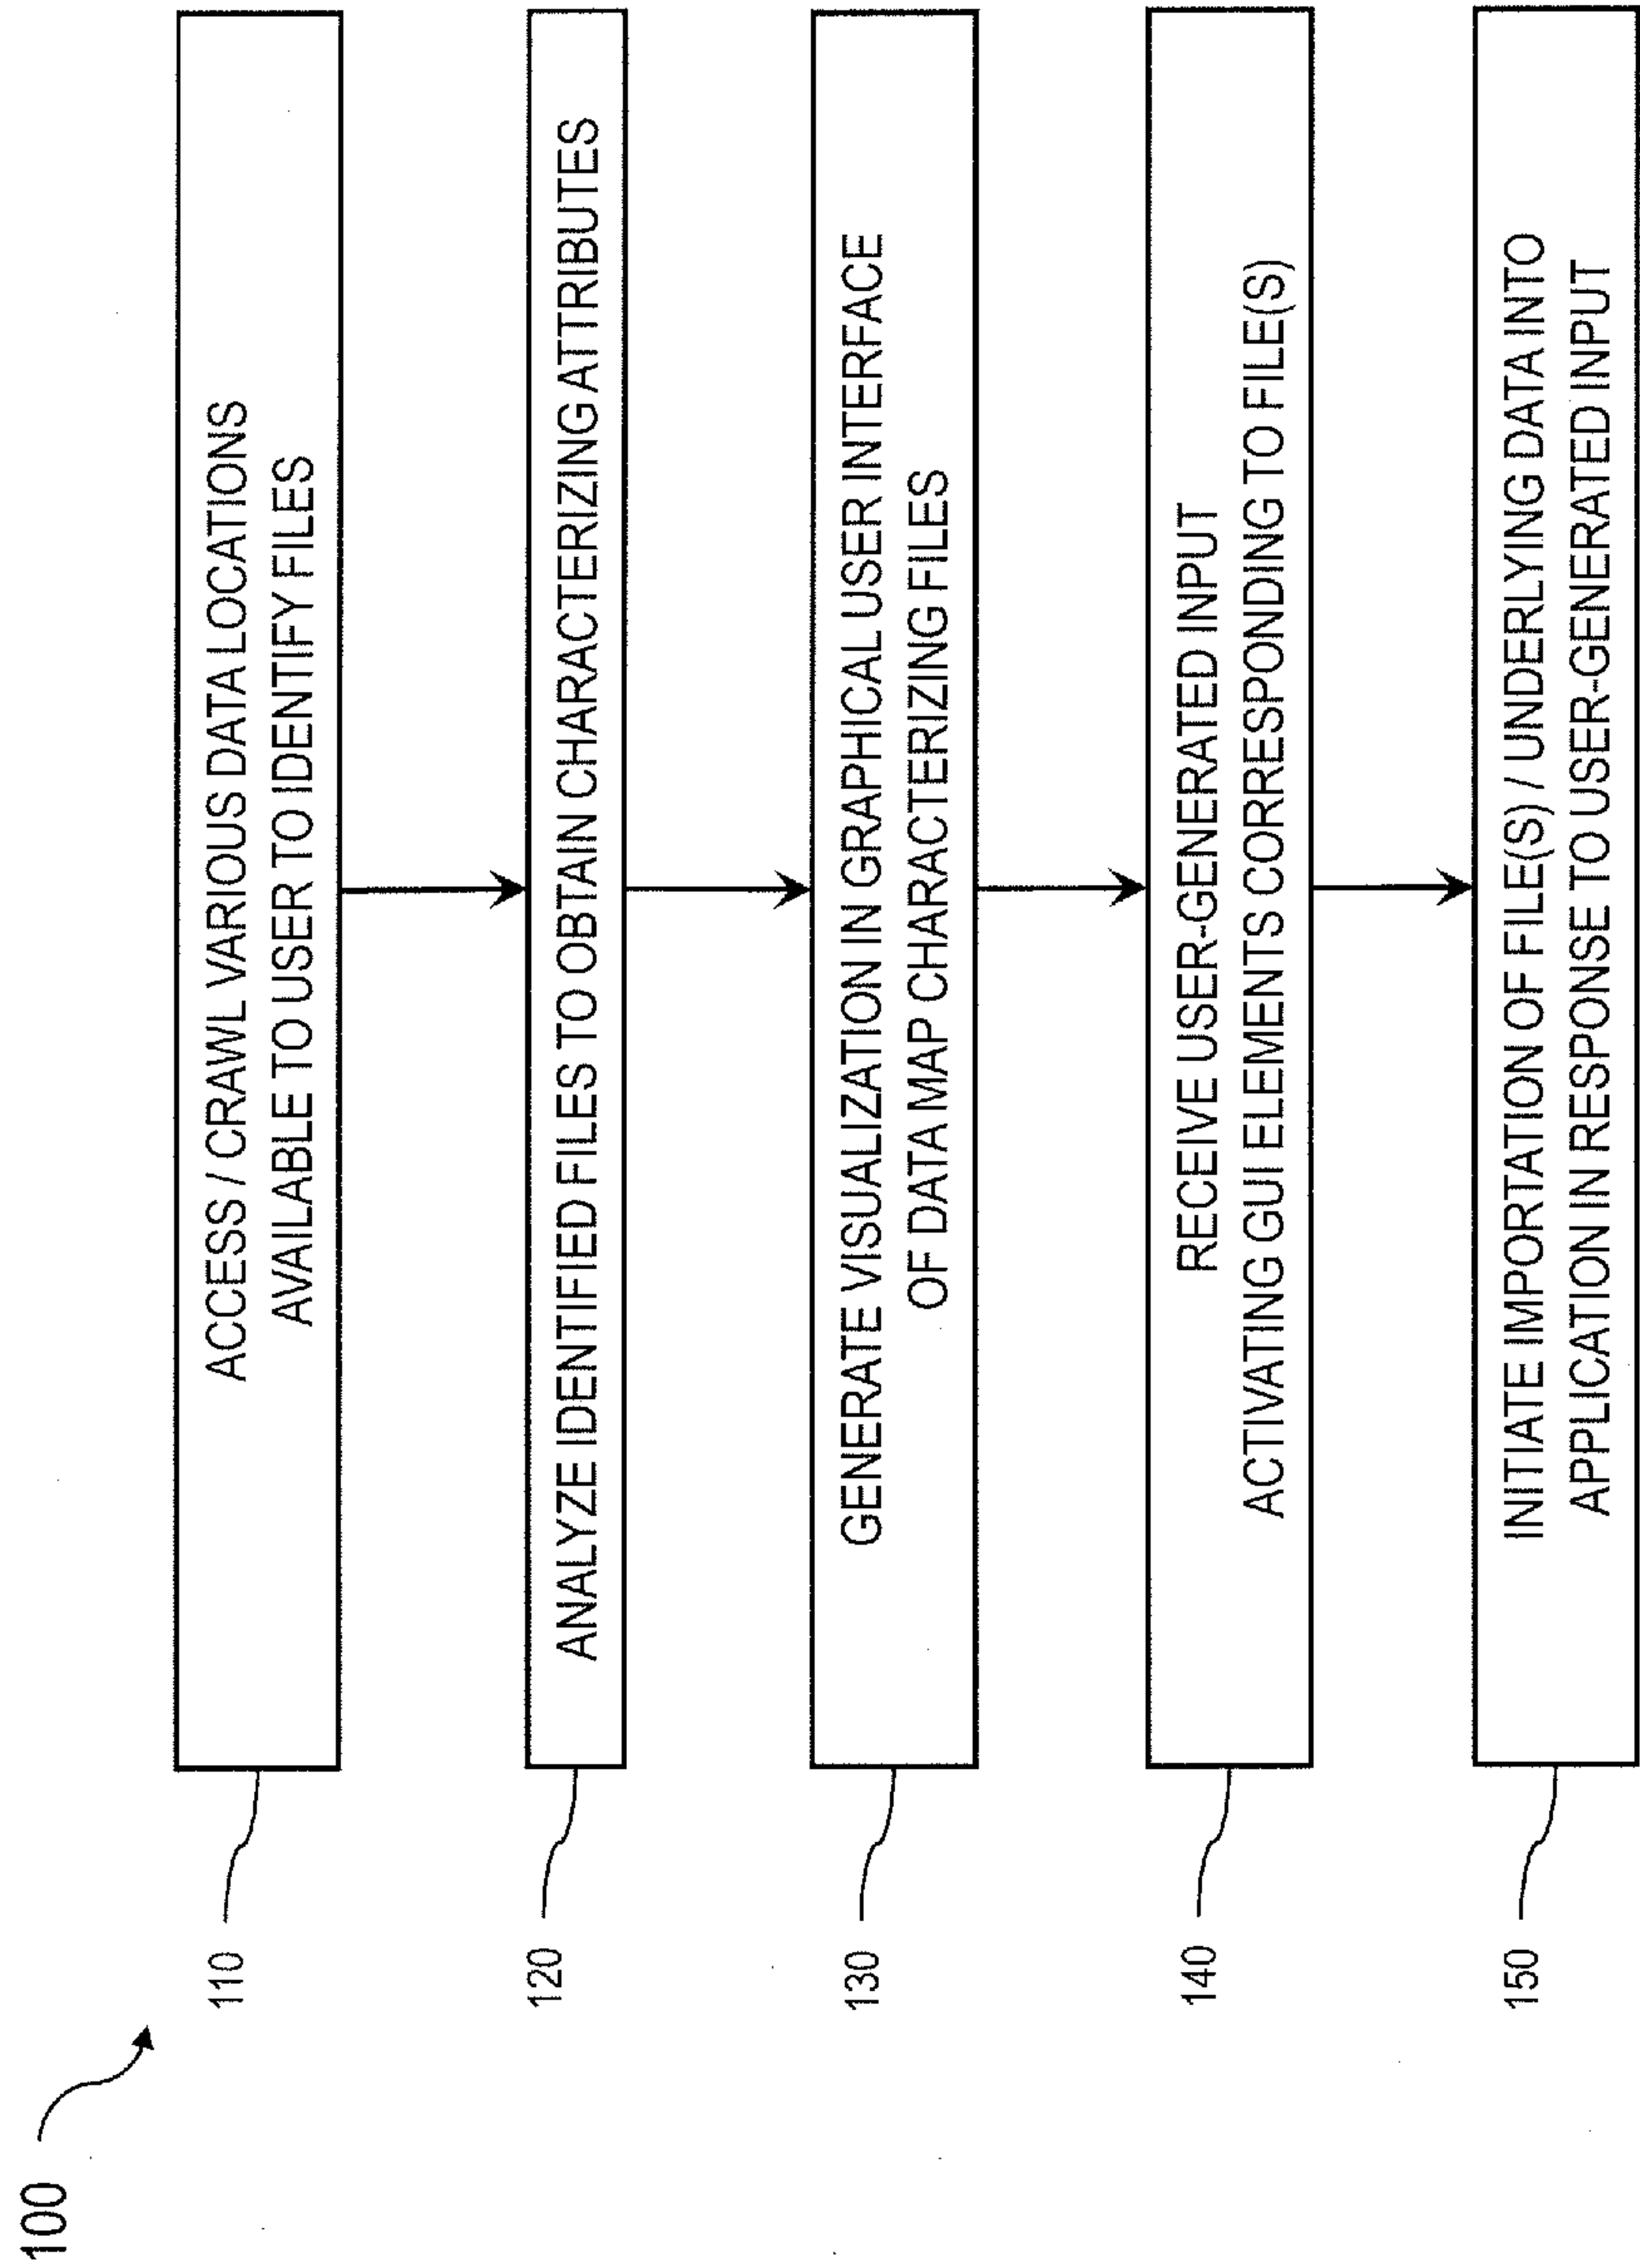 100
110
ACCESS / CRAWL VARIOUS DATA LOCATIONS
AVAILABLE TO USER TO IDENTIFY FILES
120
ANALYZE IDENTIFIED FILES TO OBTAIN CHARACTERIZING ATTRIBUTES
130
GENERATE VISUALIZATION IN GRAPHICAL USER INTERFACE
OF DATA MAP CHARACTERIZING FILES
140
RECEIVE USER-GENERATED INPUT
ACTIVATING GUI ELEMENTS CORRESPONDING TO FILE(S)
150
INITIATE IMPORTATION OF FILE(S) / UNDERLYING DATA INTO
APPLICATION IN RESPONSE TO USER-GENERATED INPUT